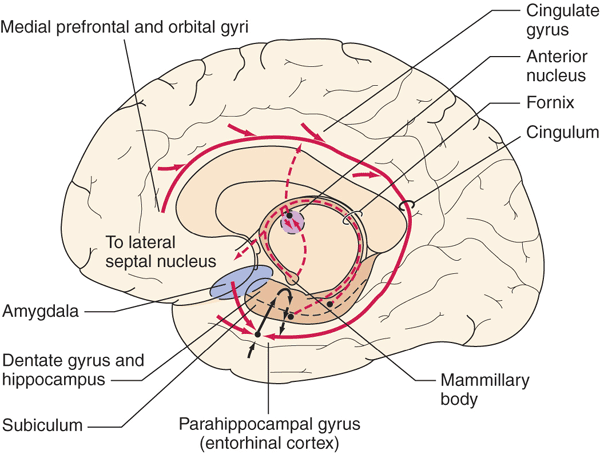 Medial prefrontal and orbital gyri
Cingulate
gyrus
Anterior
nucleus
Fornix
Cingulum
To lateral
septal nucleus
Amygdala
Dentate gyrus and
hippocampus
Subiculum
Parahippocampal gyrus
(entorhinal cortex)
Mammillary
body